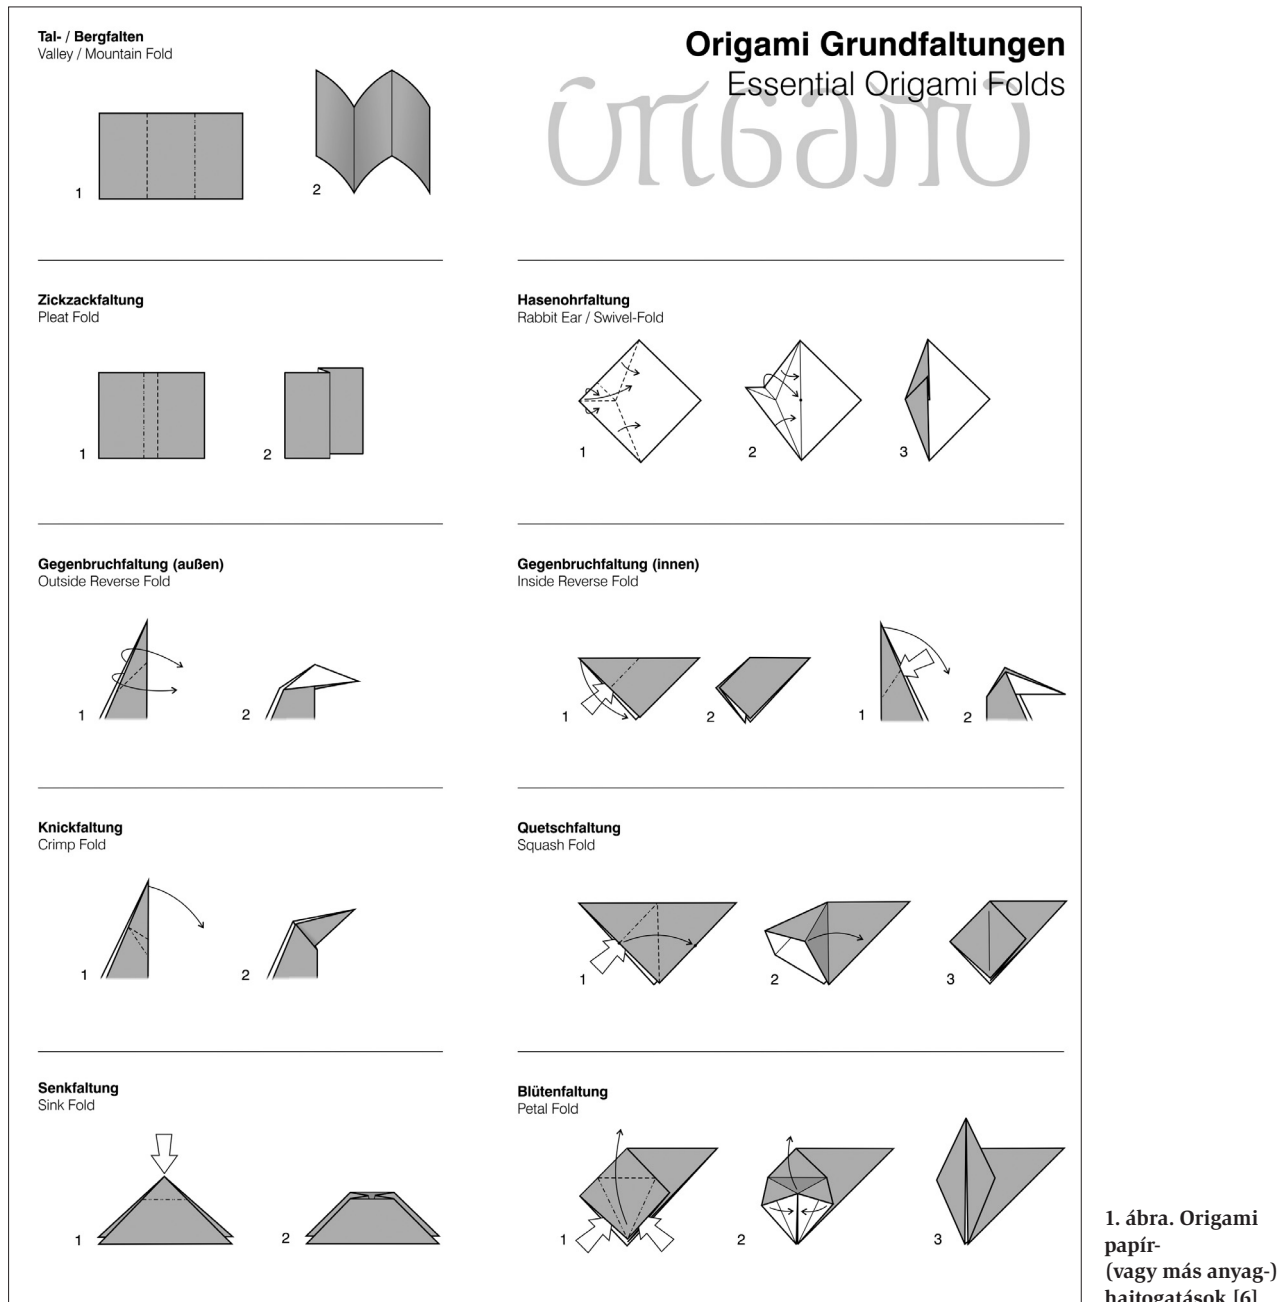 Tal- / Bergfalten
Valley / Mountain Fold
1
2
Origami Grundfaltungen
Essential Origami Folds
ORIGAMI
Zickzackfaltung
Pleat Fold
1
2
Hasenohrfaltung
Rabbit Ear / Swivel-Fold
1
2
3
Gegenbruchfaltung (außen)
Outside Reverse Fold
1
2
Gegenbruchfaltung (innen)
Inside Reverse Fold
1
2
1
2
Knickfaltung
Crimp Fold
1
2
Quetschfaltung
Squash Fold
1
2
3
Senkfaltung
Sink Fold
1
2
Blütenfaltung
Petal Fold
1
2
3
1. ábra. Origami
papír-
(vagy más anyag-)
hajtogatások [6]